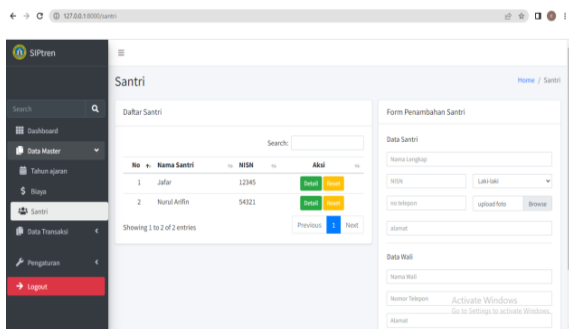 127.0.0.1:8000/santri
SIPtren
Santri
Home / Santri
Search
Dashboard
Data Master
Tahun ajaran
Biaya
Santri
Data Transaksi
Pengaturan
Logout
Daftar Santri
Search:
No Nama Santri NISN Aksi
1 Jafar 12345 Detail Reset
2 Nurul Arifin 54321 Detail Reset
Showing 1 to 2 of 2 entries
Previous 1 Next
Form Penambahan Santri
Data Santri
Nama Lengkap
NISN Laki-laki
no telepon upload foto Browse
alamat
Data Wali
Nama Wali
Nomor Telepon
Alamat
Activate Windows
Go to Settings to activate Windows.